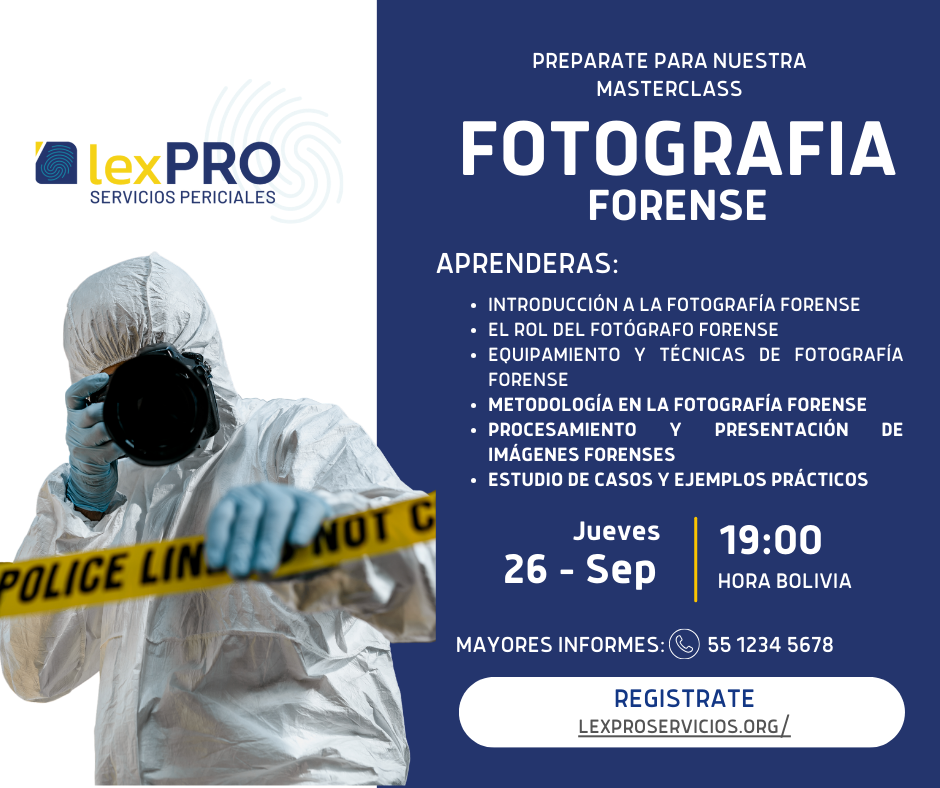 lexPRO
SERVICIOS PERICIALES
POLICE LINE DO NOT C
PREPARATE PARA NUESTRA
MASTERCLASS
FOTOGRAFIA
FORENSE
APRENDERAS:
• INTRODUCCIÓN A LA FOTOGRAFÍA FORENSE
• EL ROL DEL FOTÓGRAFO FORENSE
• EQUIPAMIENTO Y TÉCNICAS DE FOTOGRAFÍA
FORENSE
• METODOLOGÍA EN LA FOTOGRAFÍA FORENSE
• PROCESAMIENTO Y PRESENTACIÓN DE
IMÁGENES FORENSES
• ESTUDIO DE CASOS Y EJEMPLOS PRÁCTICOS
Jueves
26 - Sep
19:00
HORA BOLIVIA
MAYORES INFORMES: 55 1234 5678
REGISTRATE
LEXPROSERVICIOS.ORG/